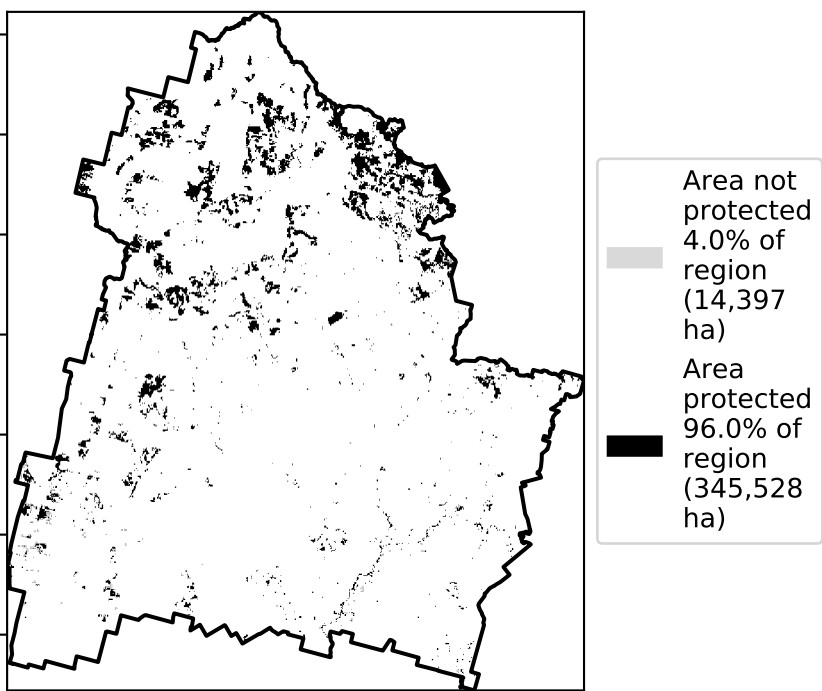 Area not
protected
4.0% of
region
(14,397
ha)
Area
protected
96.0% of
region
(345,528
ha)